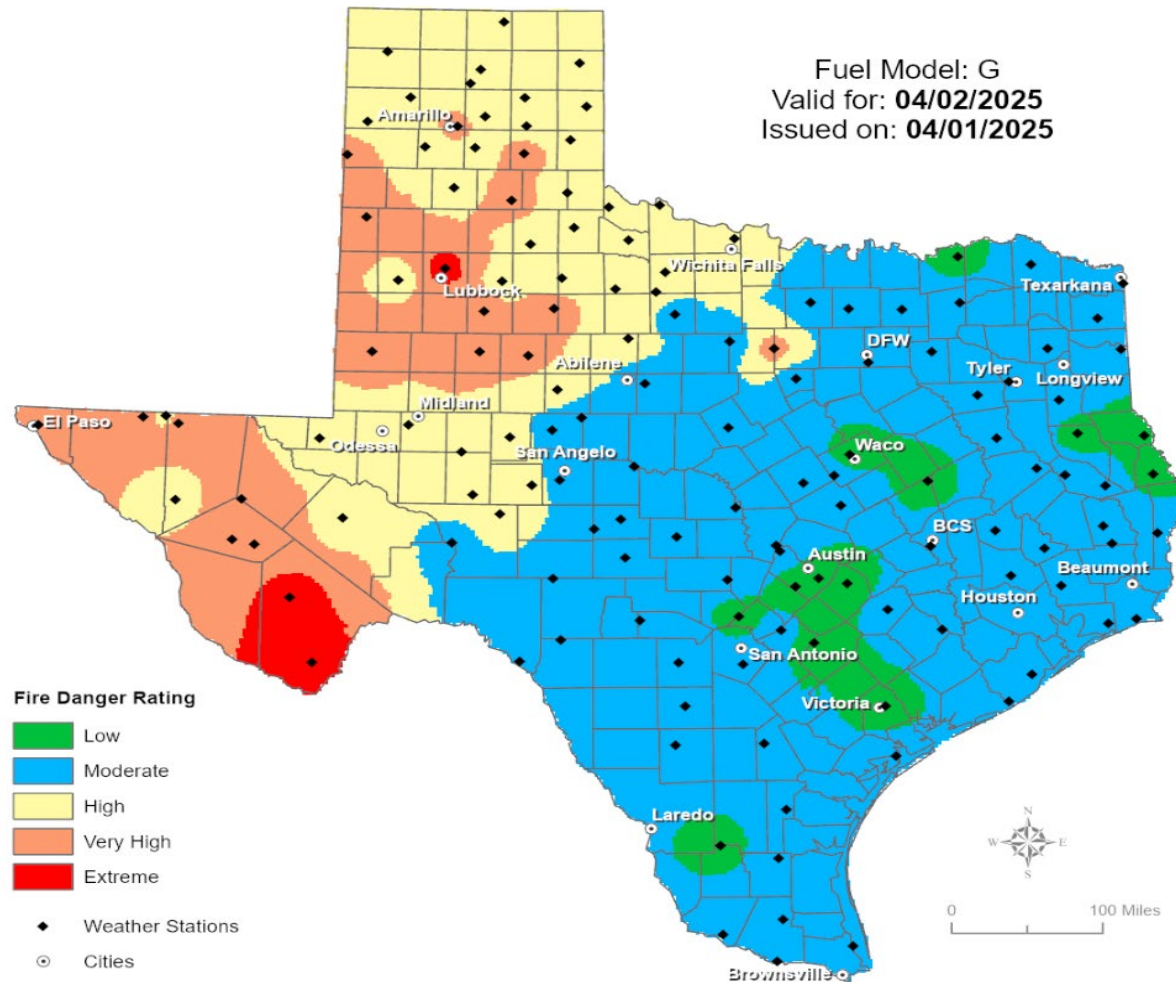 Fuel Model: G
Valid for: 04/02/2025
Issued on: 04/01/2025
Amarillo
Wichita Falls
Lubbock
Texarkana
DFW
Abilene
Tyler
Longview
Midland
El Paso
Odessa
San Angelo
Waco
BCS
Austin
Beaumont
Houston
San Antonio
Victoria
Laredo
Brownsville
Fire Danger Rating
Low
Moderate
High
Very High
Extreme
Weather Stations
Cities
N
W E
S
0 100 Miles